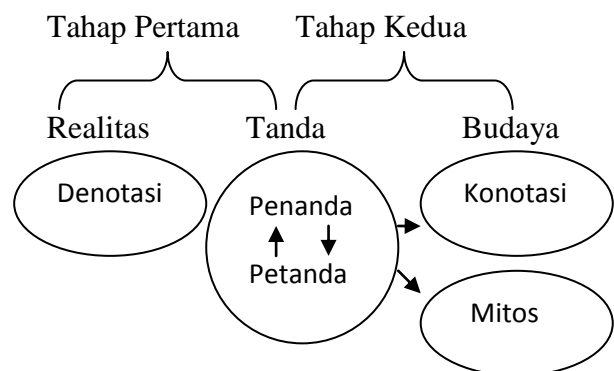 Tahap Pertama Tahap Kedua
Realitas Tanda Budaya
Denotasi Penanda Konotasi
Petanda
Mitos